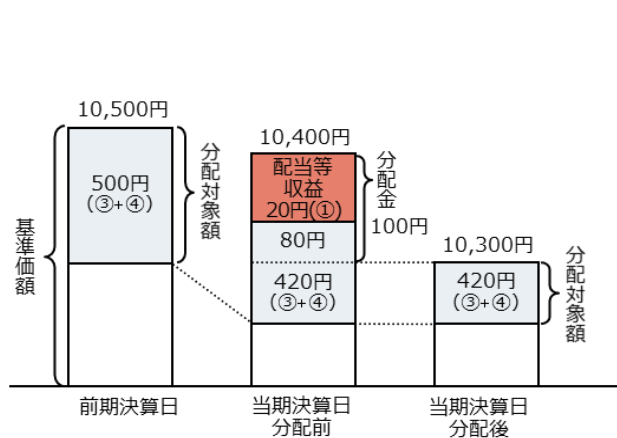 10,500円
500円
(③+④)
分配対象額
基準価額
前期決算日
10,400円
配当等
収益
20円(①)
80円
420円
(③+④)
分配金
100円
当期決算日
分配前
10,300円
420円
(③+④)
分配対象額
当期決算日
分配後